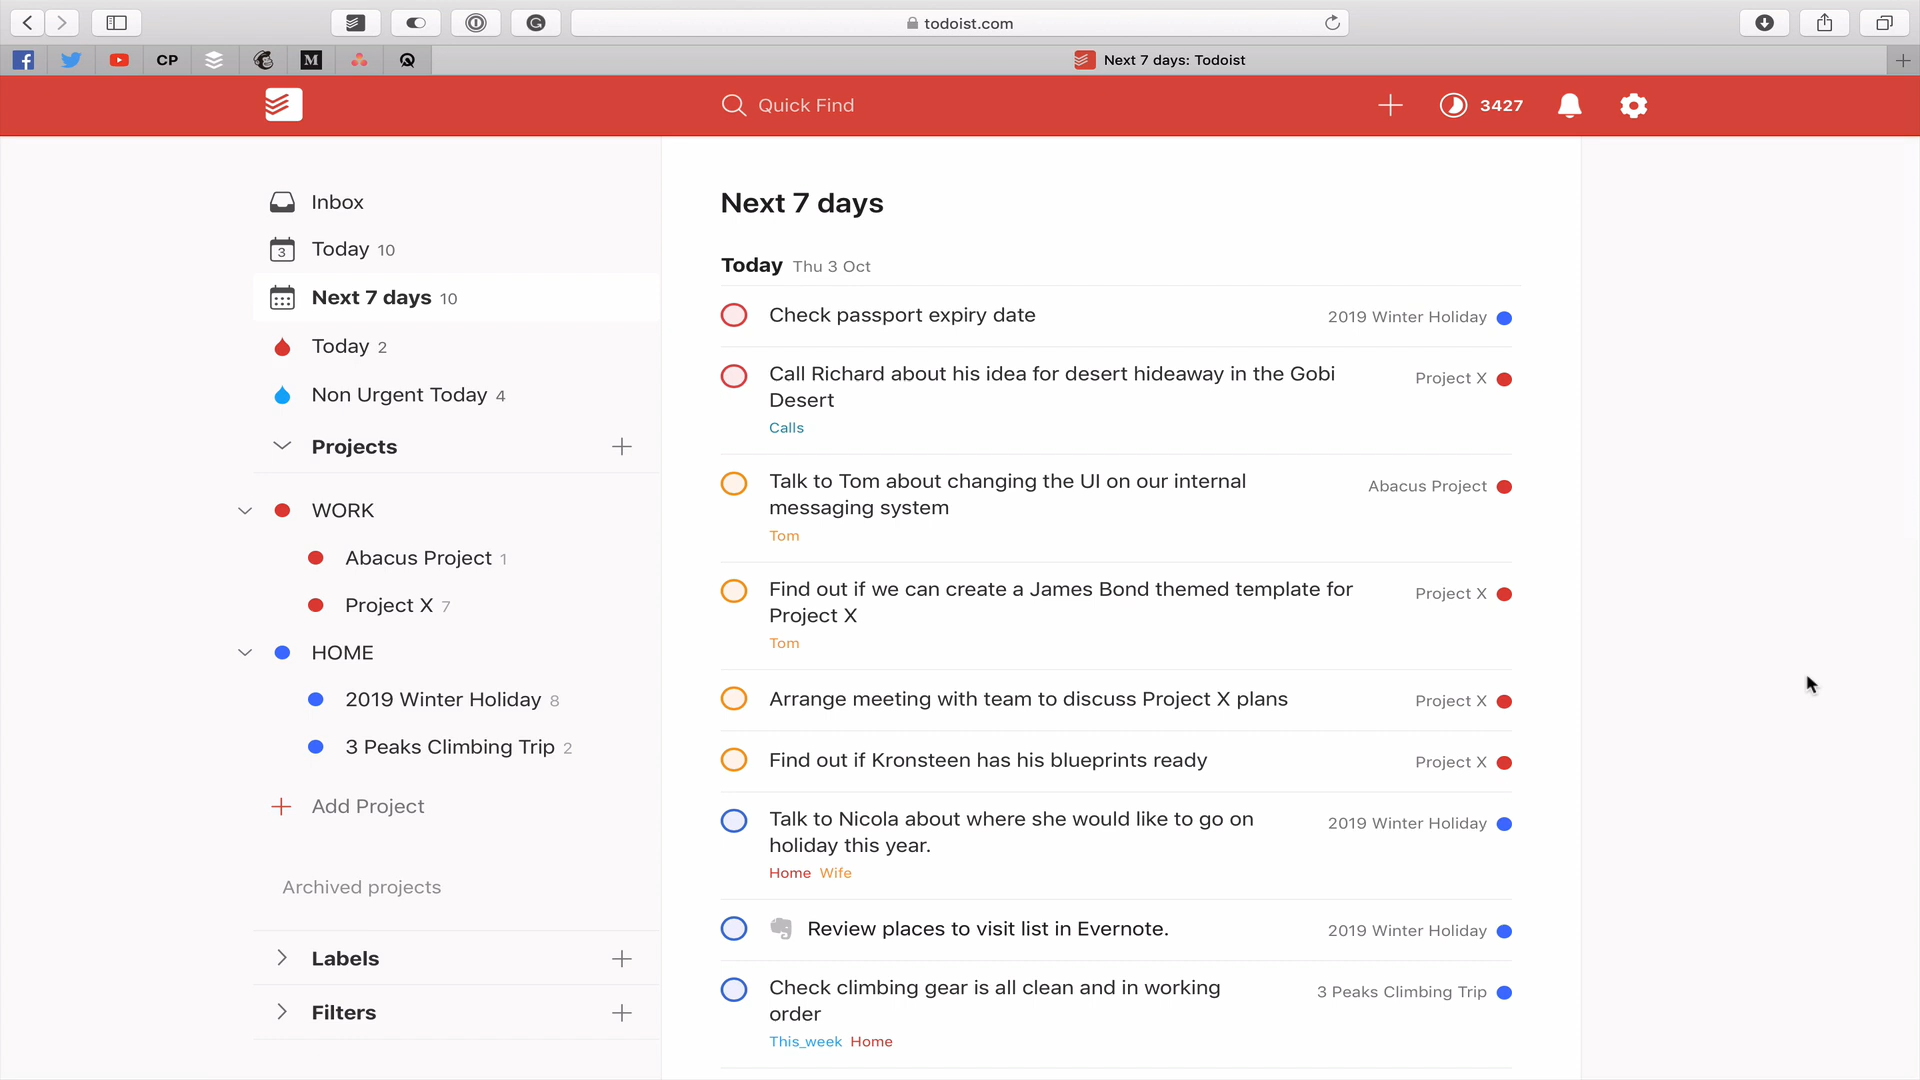 todoist.com
CP
M
Next 7 days: Todoist
Quick Find
3427
Inbox
3
Today 10
Next 7 days 10
Today 2
Non Urgent Today 4
Projects
WORK
Abacus Project 1
Project X 7
HOME
2019 Winter Holiday 8
3 Peaks Climbing Trip 2
Add Project
Archived projects
Labels
Filters
Next 7 days
Today Thu 3 Oct
Check passport expiry date
2019 Winter Holiday
Call Richard about his idea for desert hideaway in the Gobi
Desert
Project X
Calls
Talk to Tom about changing the UI on our internal
messaging system
Abacus Project
Tom
Find out if we can create a James Bond themed template for
Project X
Project X
Tom
Arrange meeting with team to discuss Project X plans
Project X
Find out if Kronsteen has his blueprints ready
Project X
Talk to Nicola about where she would like to go on
holiday this year.
2019 Winter Holiday
Home Wife
Review places to visit list in Evernote.
2019 Winter Holiday
Check climbing gear is all clean and in working
order
3 Peaks Climbing Trip
This_week Home